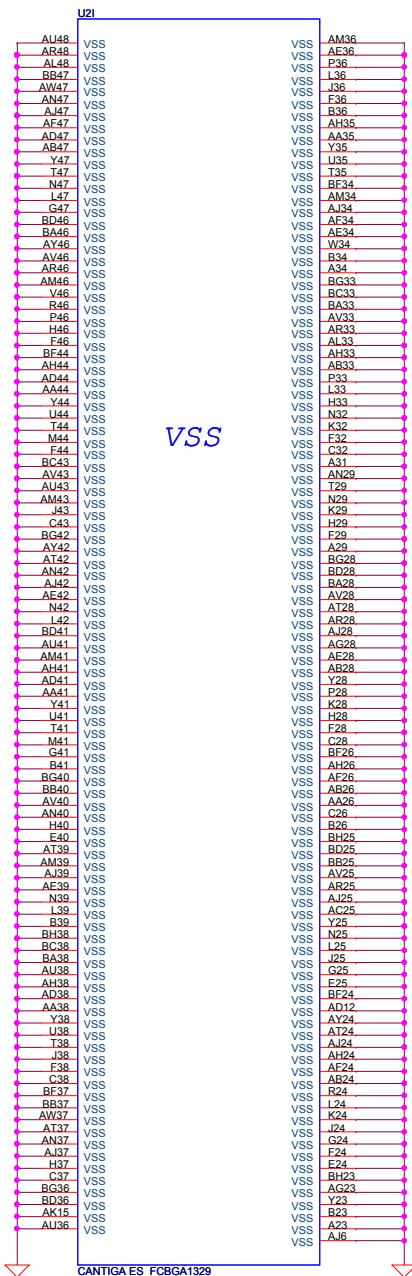 U2I
AU48 VSS VSS AM36
AR48 VSS VSS AE36
AL48 VSS VSS P36
BB47 VSS VSS L36
AW47 VSS VSS J36
AN47 VSS VSS F36
AJ47 VSS VSS B36
AF47 VSS VSS AH35
AD47 VSS VSS AA35
AB47 VSS VSS Y35
Y47 VSS VSS U35
T47 VSS VSS T35
N47 VSS VSS BF34
L47 VSS VSS AM34
G47 VSS VSS AJ34
BD46 VSS VSS AF34
BA46 VSS VSS AE34
AY46 VSS VSS W34
AV46 VSS VSS B34
AR46 VSS VSS A34
AM46 VSS VSS BG33
V46 VSS VSS BC33
R46 VSS VSS BA33
P46 VSS VSS AV33
H46 VSS VSS AR33
F46 VSS VSS AL33
BF44 VSS VSS AH33
AH44 VSS VSS AB33
AD44 VSS VSS P33
AA44 VSS VSS L33
Y44 VSS VSS H33
U44 VSS VSS N32
T44 VSS VSS K32
VSS
M44 VSS VSS F32
F44 VSS VSS C32
BC43 VSS VSS A31
AV43 VSS VSS AN29
AU43 VSS VSS T29
AM43 VSS VSS N29
J43 VSS VSS K29
C43 VSS VSS H29
BG42 VSS VSS F29
AY42 VSS VSS A29
AT42 VSS VSS BG28
AN42 VSS VSS BD28
AJ42 VSS VSS BA28
AE42 VSS VSS AV28
N42 VSS VSS AT28
L42 VSS VSS AR28
BD41 VSS VSS AJ28
AU41 VSS VSS AG28
AM41 VSS VSS AE28
AH41 VSS VSS AB28
AD41 VSS VSS Y28
AA41 VSS VSS P28
Y41 VSS VSS K28
U41 VSS VSS H28
T41 VSS VSS F28
M41 VSS VSS C28
G41 VSS VSS BF26
B41 VSS VSS AH26
BG40 VSS VSS AF26
BB40 VSS VSS AB26
AV40 VSS VSS AA26
AN40 VSS VSS C26
H40 VSS VSS B26
E40 VSS VSS BH25
AT39 VSS VSS BD25
AM39 VSS VSS BB25
AJ39 VSS VSS AV25
AE39 VSS VSS AR25
N39 VSS VSS AJ25
L39 VSS VSS AC25
B39 VSS VSS Y25
BH38 VSS VSS N25
BC38 VSS VSS L25
BA38 VSS VSS J25
AU38 VSS VSS G25
AH38 VSS VSS E25
AD38 VSS VSS BF24
AA38 VSS VSS AD12
Y38 VSS VSS AY24
U38 VSS VSS AT24
T38 VSS VSS AJ24
J38 VSS VSS AH24
F38 VSS VSS AF24
C38 VSS VSS AB24
BF37 VSS VSS R24
BB37 VSS VSS L24
AW37 VSS VSS K24
AT37 VSS VSS J24
AN37 VSS VSS G24
AJ37 VSS VSS F24
H37 VSS VSS E24
C37 VSS VSS BH23
BG36 VSS VSS AG23
BD36 VSS VSS Y23
AK15 VSS VSS B23
AU36 VSS VSS A23
VSS AJ6
CANTIGA ES FCBGA1329